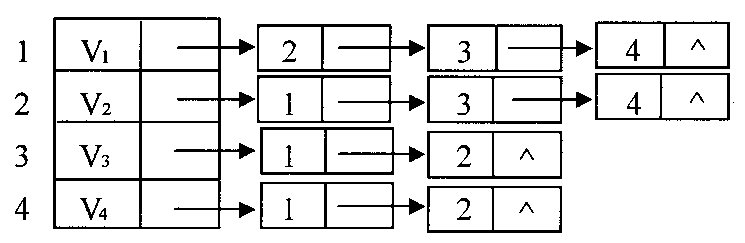 1 V₁ 2 3 4 ^
2 V₂ 1 3 4 ^
3 V₃ 1 2 ^
4 V₄ 1 2 ^